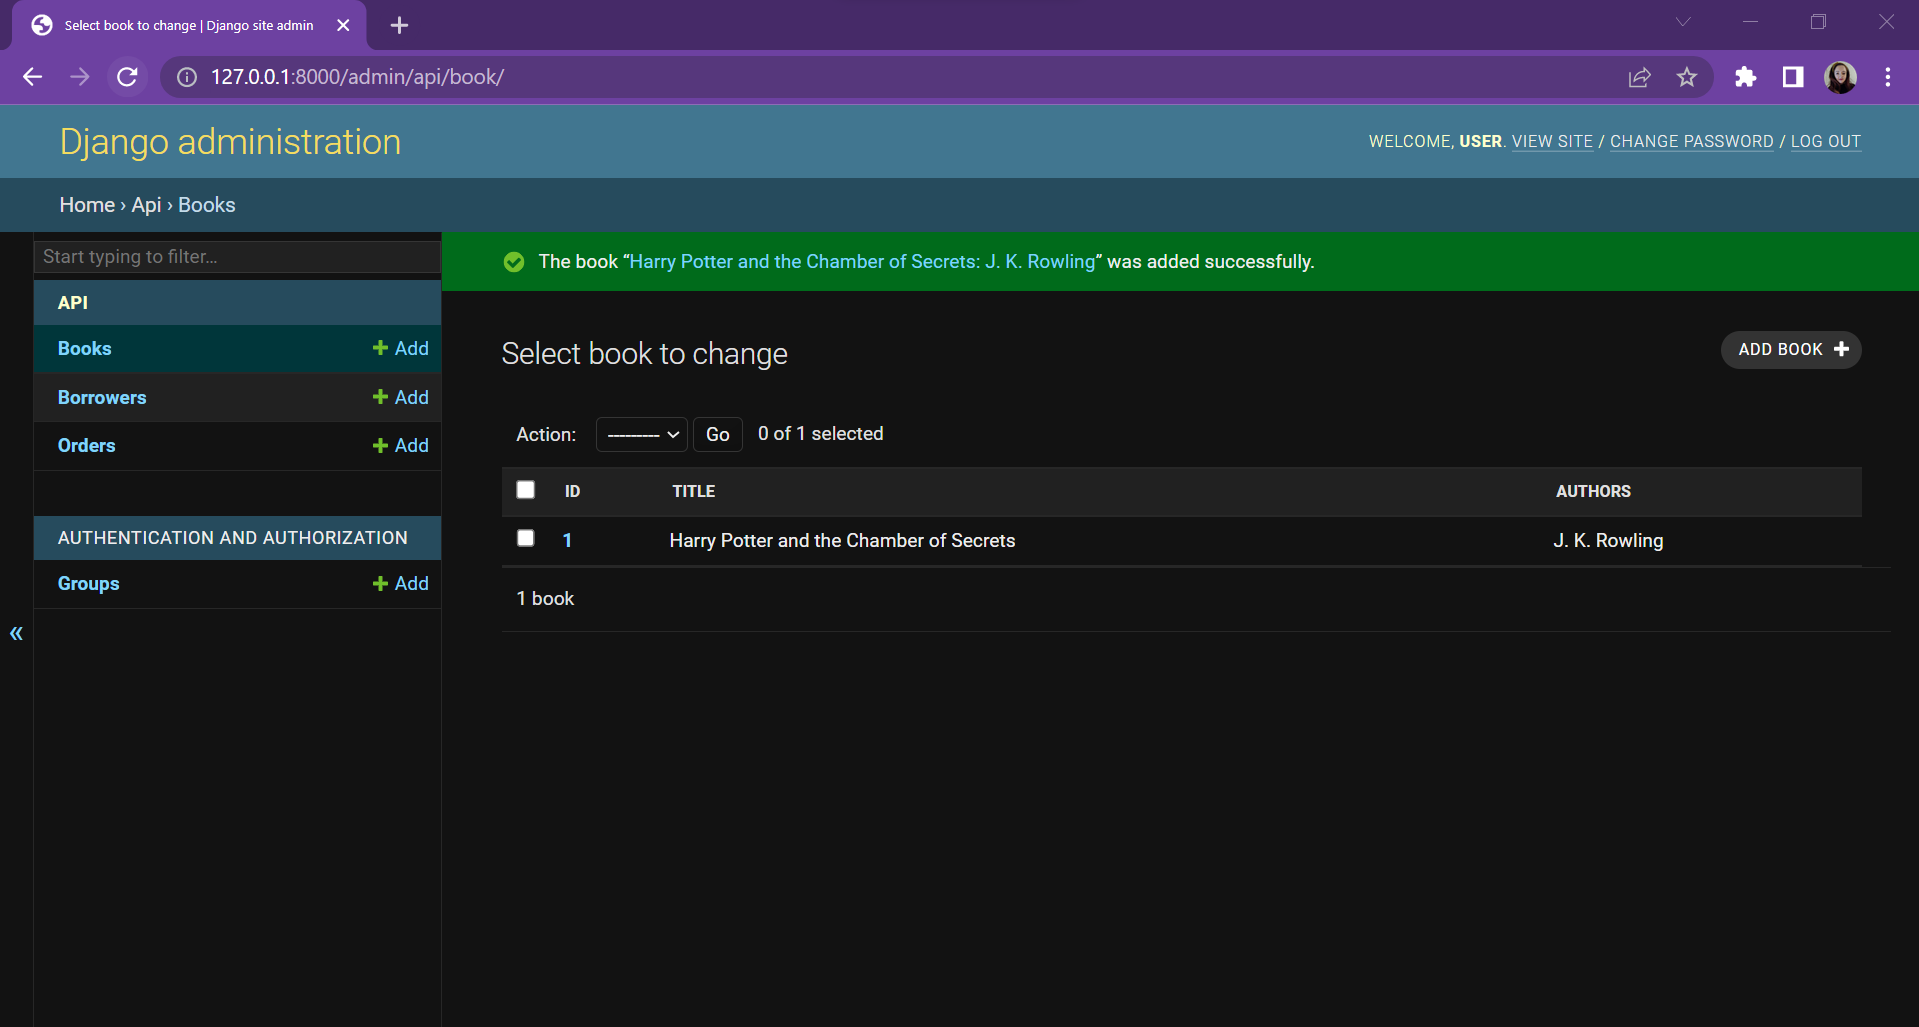 Select book to change | Django site admin
127.0.0.1:8000/admin/api/book/
Django administration
WELCOME, USER. VIEW SITE / CHANGE PASSWORD / LOG OUT
Home › Api › Books
Start typing to filter…
The book “Harry Potter and the Chamber of Secrets: J. K. Rowling” was added successfully.
API
Books Add
Borrowers Add
Orders Add
AUTHENTICATION AND AUTHORIZATION
Groups Add
«
Select book to change
ADD BOOK
Action: --------- Go 0 of 1 selected
ID TITLE AUTHORS
1 Harry Potter and the Chamber of Secrets J. K. Rowling
1 book